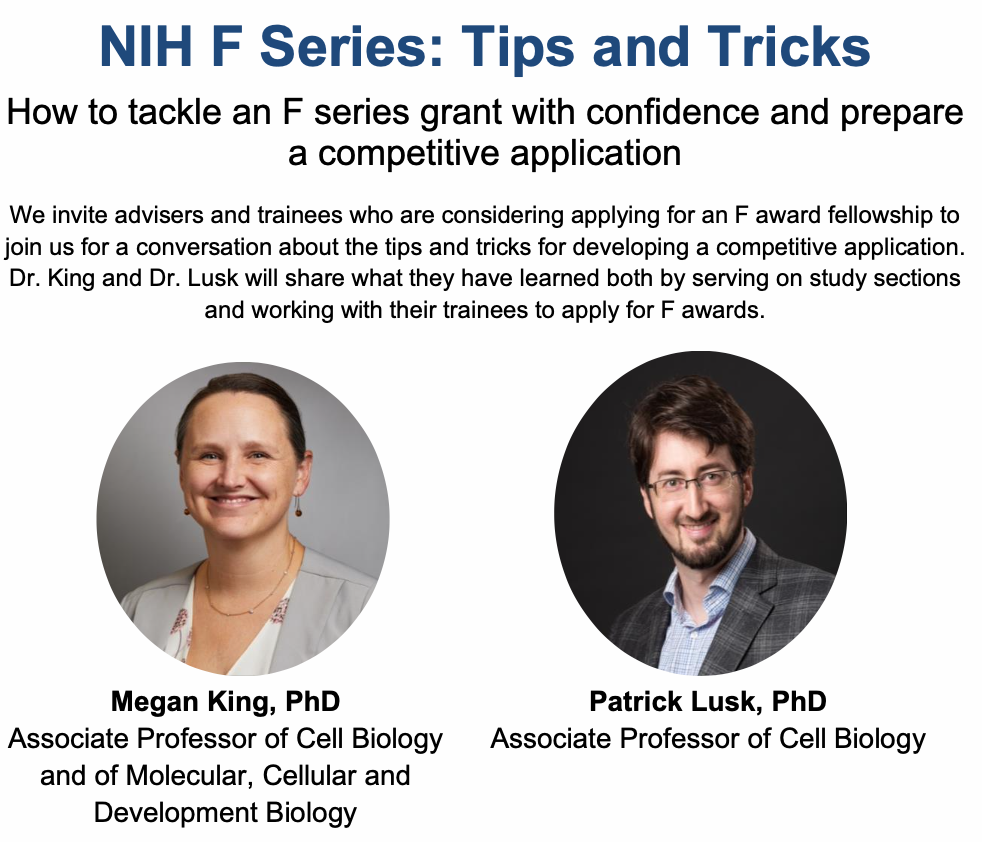 NIH F Series: Tips and Tricks
How to tackle an F series grant with confidence and prepare
a competitive application
We invite advisers and trainees who are considering applying for an F award fellowship to
join us for a conversation about the tips and tricks for developing a competitive application.
Dr. King and Dr. Lusk will share what they have learned both by serving on study sections
and working with their trainees to apply for F awards.
Megan King, PhD
Associate Professor of Cell Biology
and of Molecular, Cellular and
Development Biology
Patrick Lusk, PhD
Associate Professor of Cell Biology